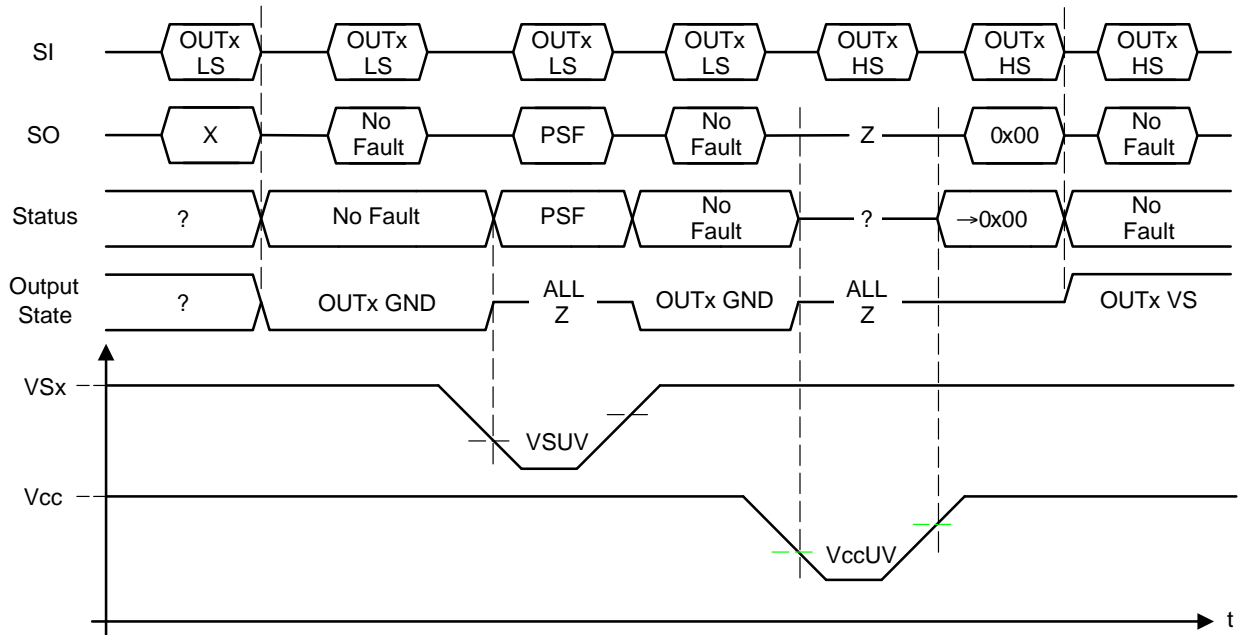 SI
OUTx
LS
OUTx
LS
OUTx
LS
OUTx
LS
OUTx
HS
OUTx
HS
OUTx
HS
SO
X
No
Fault
PSF
No
Fault
Z
0x00
No
Fault
Status
?
No Fault
PSF
No
Fault
?
→0x00
No
Fault
Output
State
?
OUTx GND
ALL
Z
OUTx GND
ALL
Z
OUTx VS
VSx
VSUV
Vcc
VccUV
t